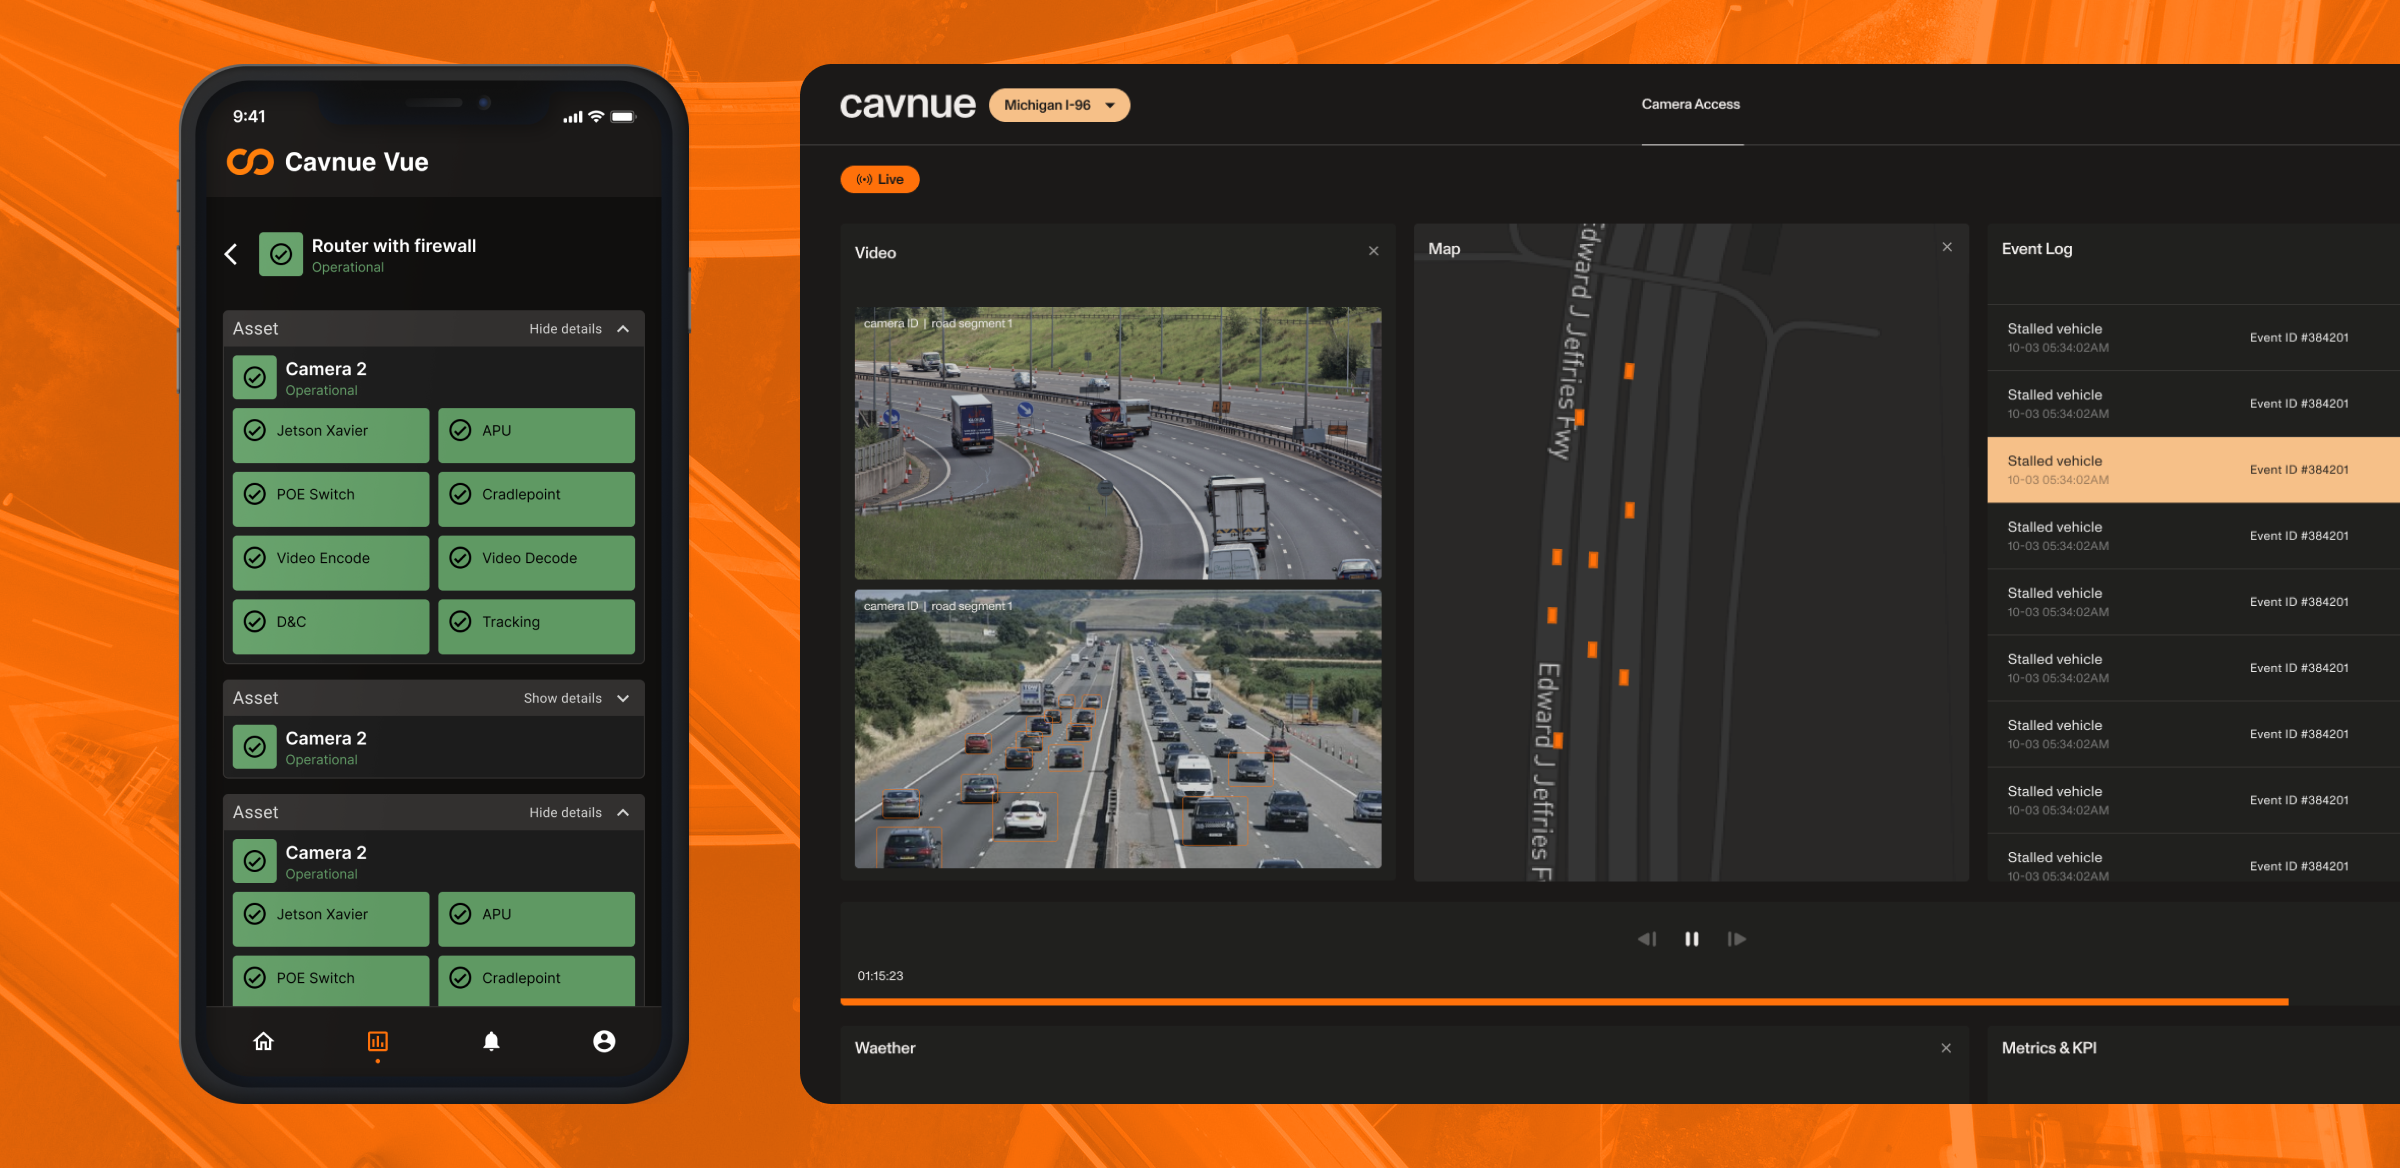 9:41
Cavnue Vue
Router with firewall
Operational
Asset
Hide details
Camera 2
Operational
Jetson Xavier
APU
POE Switch
Cradlepoint
Video Encode
Video Decode
D&C
Tracking
Asset
Show details
Camera 2
Operational
Asset
Hide details
Camera 2
Operational
Jetson Xavier
APU
POE Switch
Cradlepoint
cavnue
Michigan I-96
Camera Access
Live
Video
camera ID | road segment 1
camera ID | road segment 1
Map
Edward J Jeffries Fwy
Edward J Jeffries F
Event Log
Stalled vehicle
10-03 05:34:02AM
Event ID #384201
Stalled vehicle
10-03 05:34:02AM
Event ID #384201
Stalled vehicle
10-03 05:34:02AM
Event ID #384201
Stalled vehicle
10-03 05:34:02AM
Event ID #384201
Stalled vehicle
10-03 05:34:02AM
Event ID #384201
Stalled vehicle
10-03 05:34:02AM
Event ID #384201
Stalled vehicle
10-03 05:34:02AM
Event ID #384201
Stalled vehicle
10-03 05:34:02AM
Event ID #384201
Stalled vehicle
10-03 05:34:02AM
Event ID #384201
01:15:23
Waether
Metrics & KPI